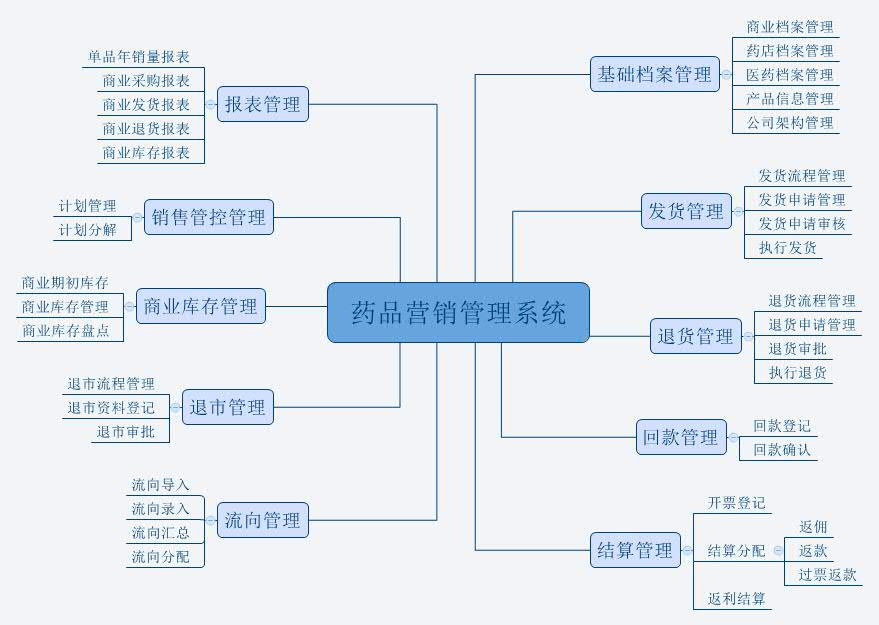 药品营销管理系统
基础档案管理
商业档案管理
药店档案管理
医药档案管理
产品信息管理
公司架构管理
发货管理
发货流程管理
发货申请管理
发货申请审核
执行发货
退货管理
退货流程管理
退货申请管理
退货审批
执行退货
回款管理
回款登记
回款确认
结算管理
开票登记
结算分配
返佣
返款
过票返款
返利结算
报表管理
单品年销量报表
商业采购报表
商业发货报表
商业退货报表
商业库存报表
销售管控管理
计划管理
计划分解
商业库存管理
商业期初库存
商业库存管理
商业库存盘点
退市管理
退市流程管理
退市资料登记
退市审批
流向管理
流向导入
流向录入
流向汇总
流向分配